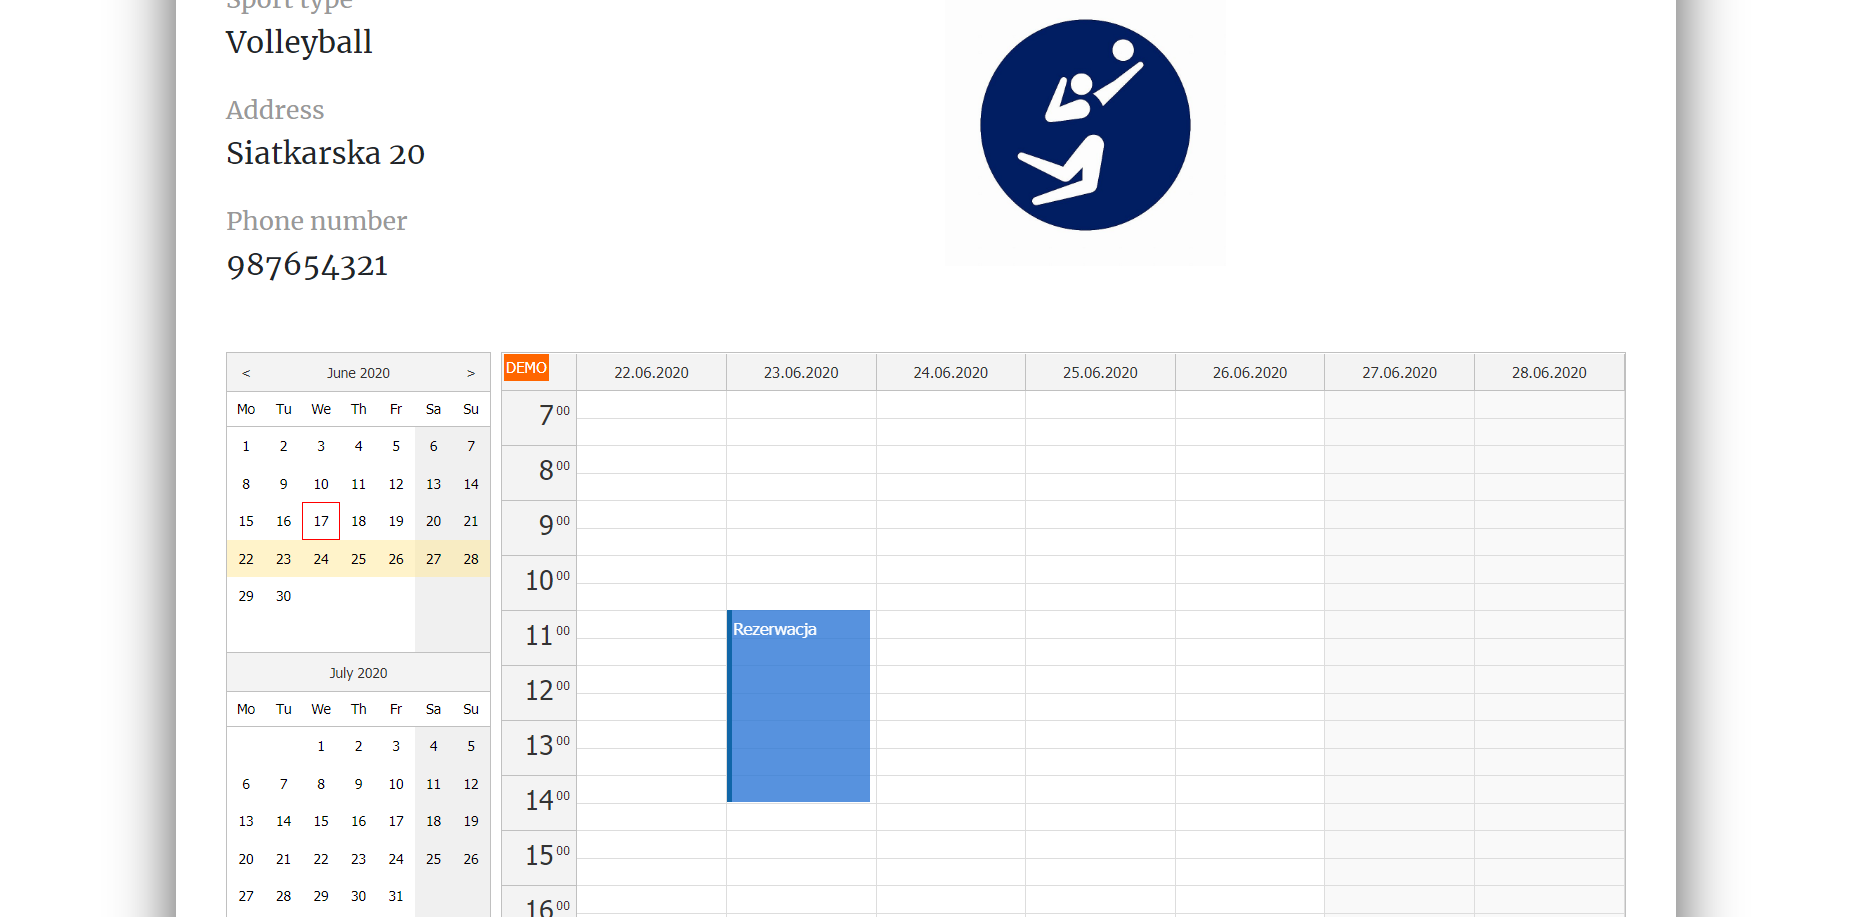 Sport type
Volleyball
Address
Siatkarska 20
Phone number
987654321
< June 2020 >
Mo Tu We Th Fr Sa Su
1 2 3 4 5 6 7
8 9 10 11 12 13 14
15 16 17 18 19 20 21
22 23 24 25 26 27 28
29 30
July 2020
Mo Tu We Th Fr Sa Su
1 2 3 4 5
6 7 8 9 10 11 12
13 14 15 16 17 18 19
20 21 22 23 24 25 26
27 28 29 30 31
DEMO 22.06.2020 23.06.2020 24.06.2020 25.06.2020 26.06.2020 27.06.2020 28.06.2020
7 00
8 00
9 00
10 00
11 00 Rezerwacja
12 00
13 00
14 00
15 00
16 00